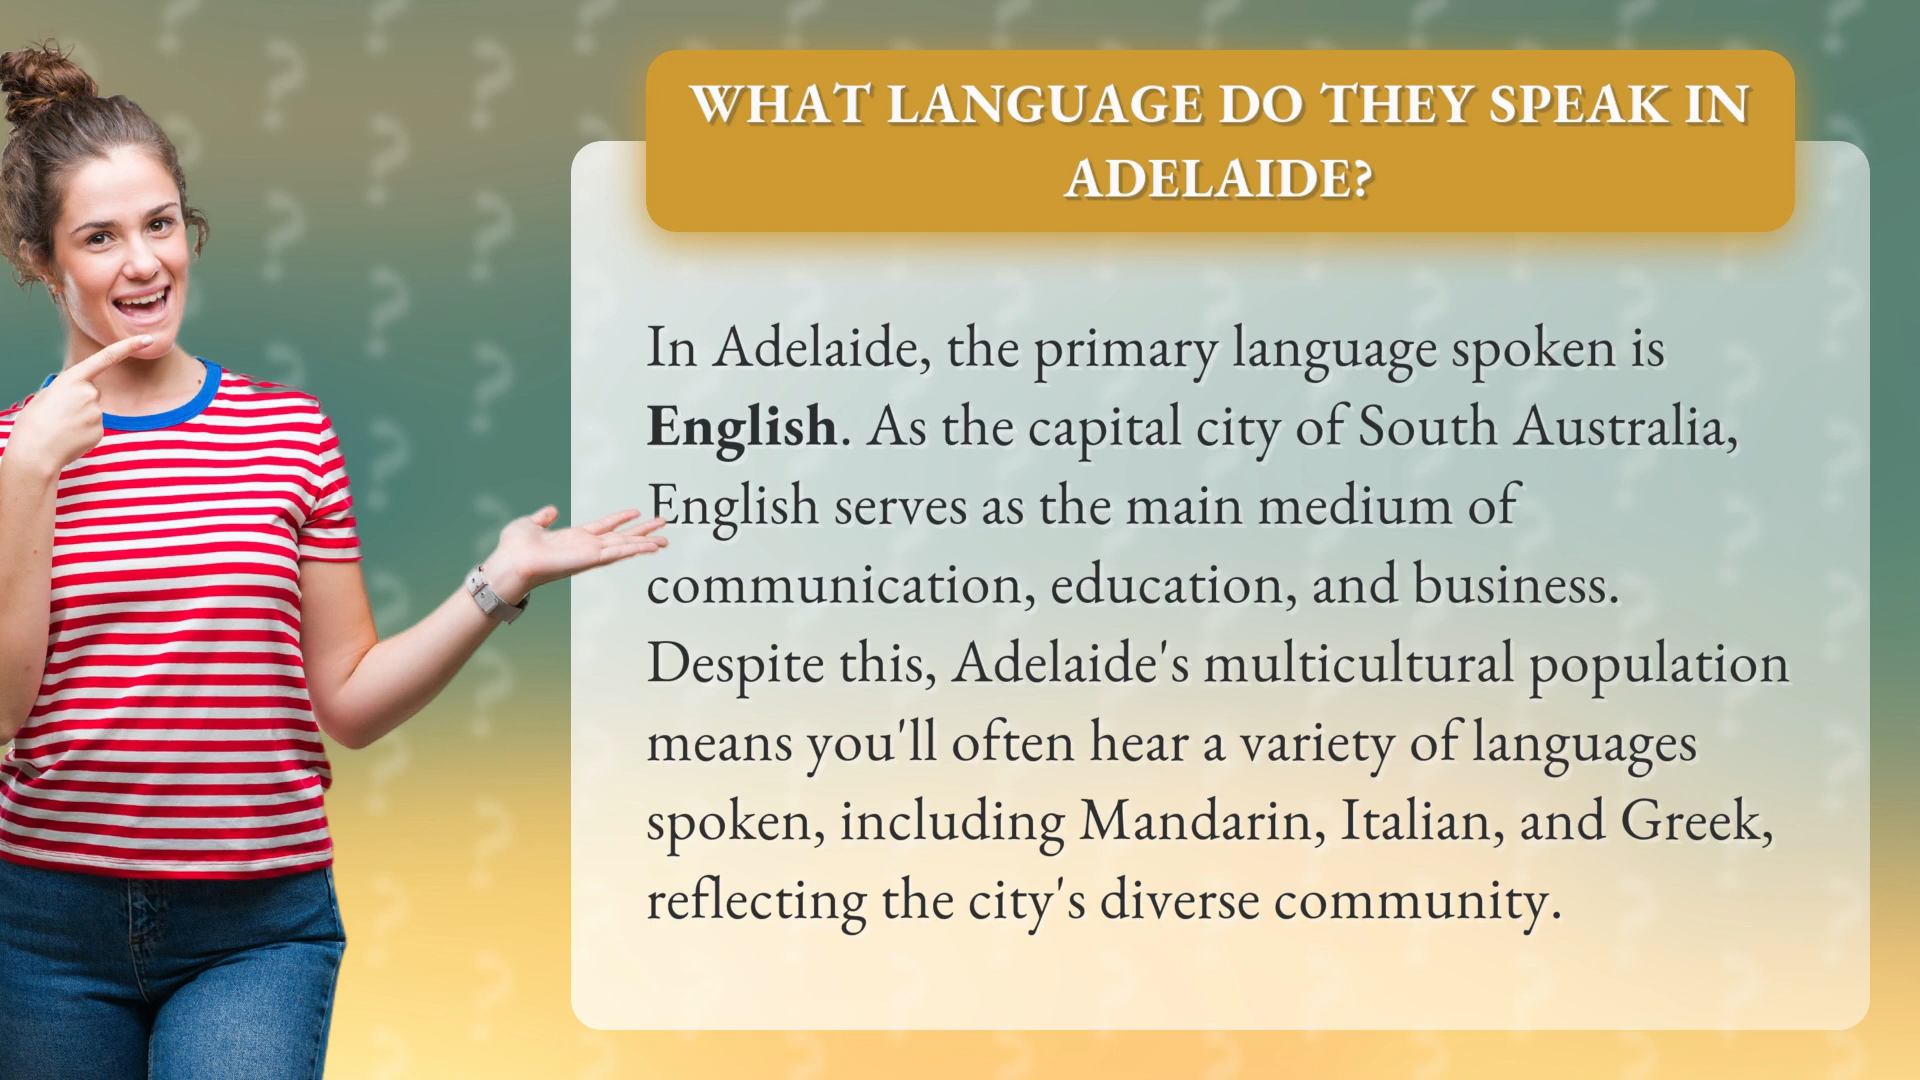 WHAT LANGUAGE DO THEY SPEAK IN
ADELAIDE?
In Adelaide, the primary language spoken is
English. As the capital city of South Australia,
English serves as the main medium of
communication, education, and business.
Despite this, Adelaide's multicultural population
means you'll often hear a variety of languages
spoken, including Mandarin, Italian, and Greek,
reflecting the city's diverse community.